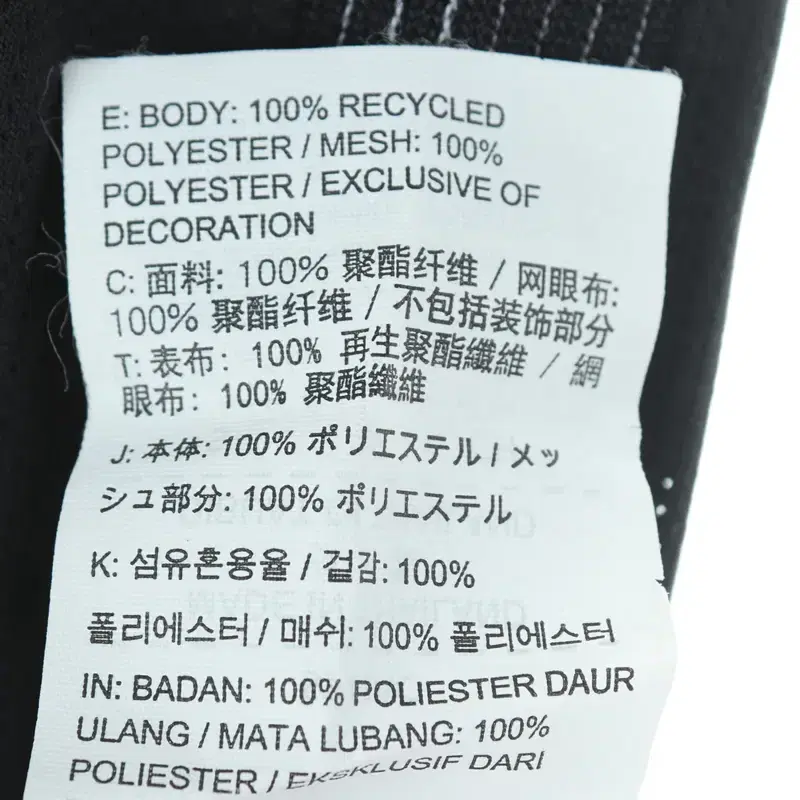 E: BODY: 100% RECYCLED
POLYESTER / MESH: 100%
POLYESTER / EXCLUSIVE OF
DECORATION
C: 面料: 100% 聚酯纤维 / 网眼布:
100% 聚酯纤维 / 不包括装饰部分
T: 表布: 100% 再生聚酯纖維 / 網
眼布: 100% 聚酯纖維
J: 本体: 100% ポリエステル / メッ
シュ部分: 100% ポリエステル
K: 섬유혼용율 / 겉감: 100%
폴리에스터 / 매쉬: 100% 폴리에스터
IN: BADAN: 100% POLIESTER DAUR
ULANG / MATA LUBANG: 100%
POLIESTER / EKSKLUSIF DARI